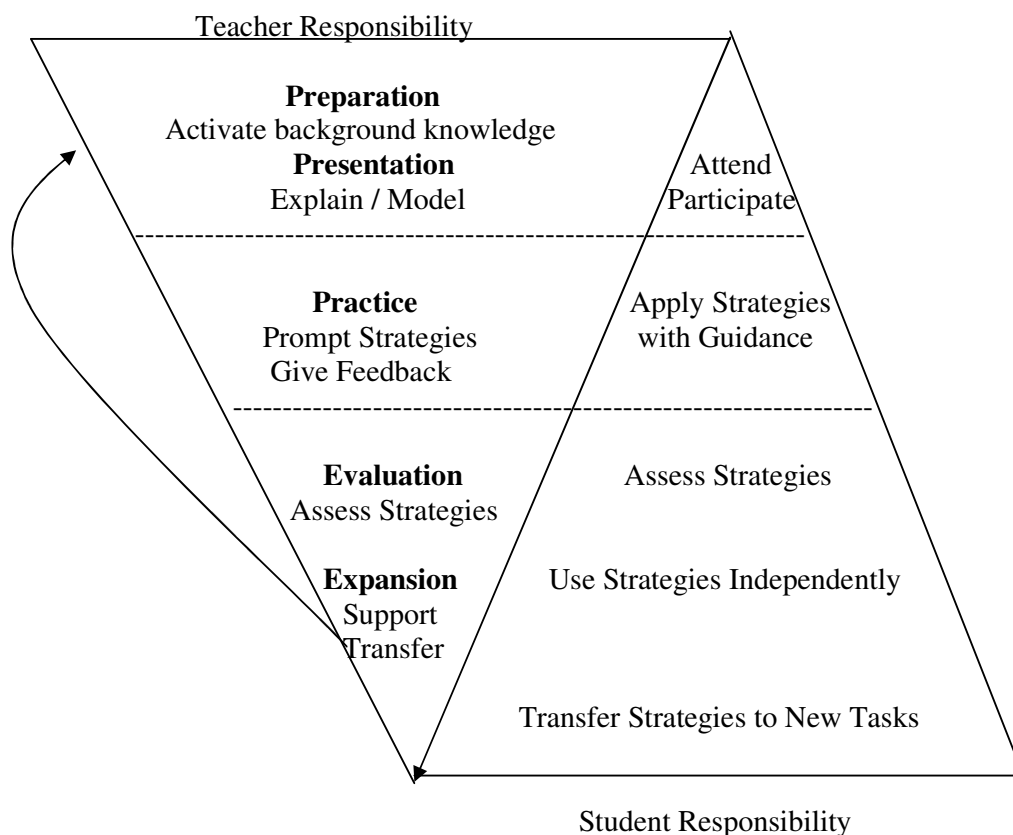 Teacher Responsibility
Preparation
Activate background knowledge
Presentation
Explain / Model
Attend
Participate
Practice
Prompt Strategies
Give Feedback
Apply Strategies
with Guidance
Evaluation
Assess Strategies
Assess Strategies
Expansion
Support
Transfer
Use Strategies Independently
Transfer Strategies to New Tasks
Student Responsibility